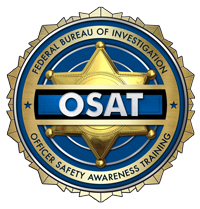 FEDERAL BUREAU OF INVESTIGATION
OSAT
OFFICER SAFETY AWARENESS TRAINING